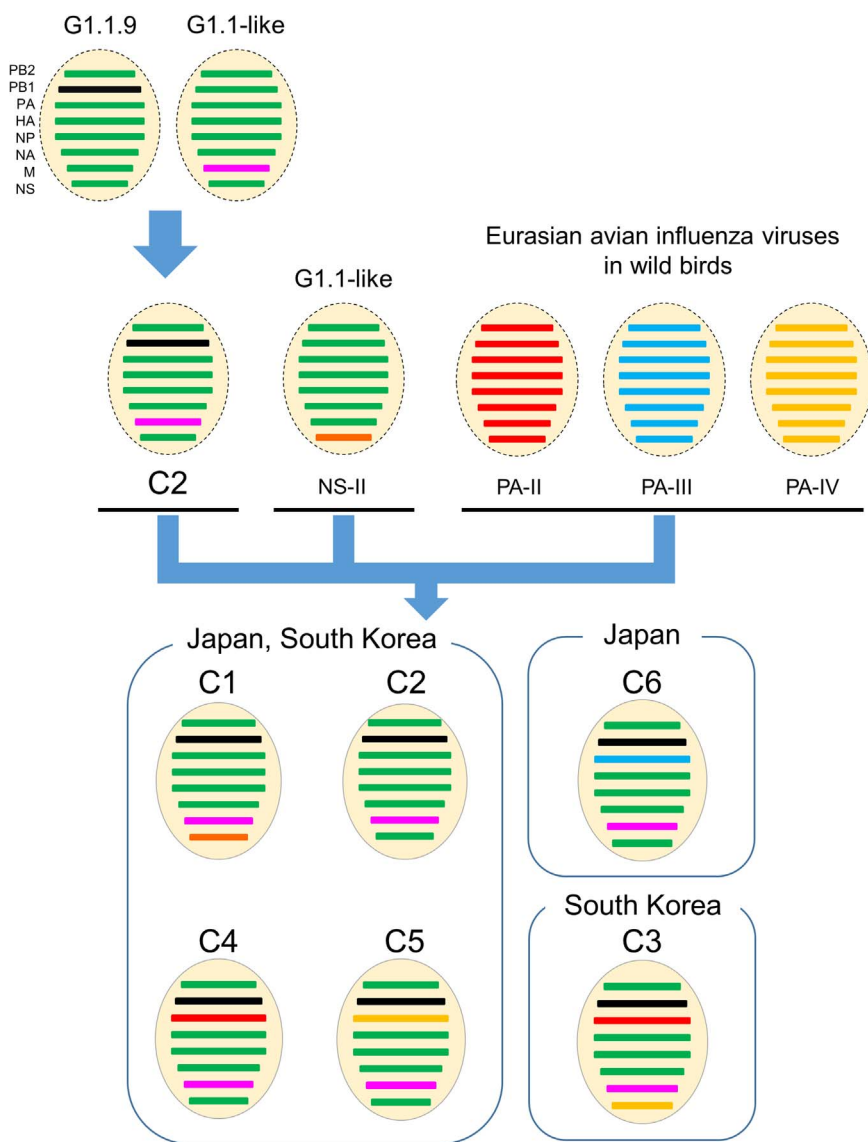 G1.1.9
G1.1-like
PB2
PB1
PA
HA
NP
NA
M
NS
Eurasian avian influenza viruses
in wild birds
G1.1-like
C2
NS-II
PA-II
PA-III
PA-IV
Japan, South Korea
C1
C2
C4
C5
Japan
C6
South Korea
C3